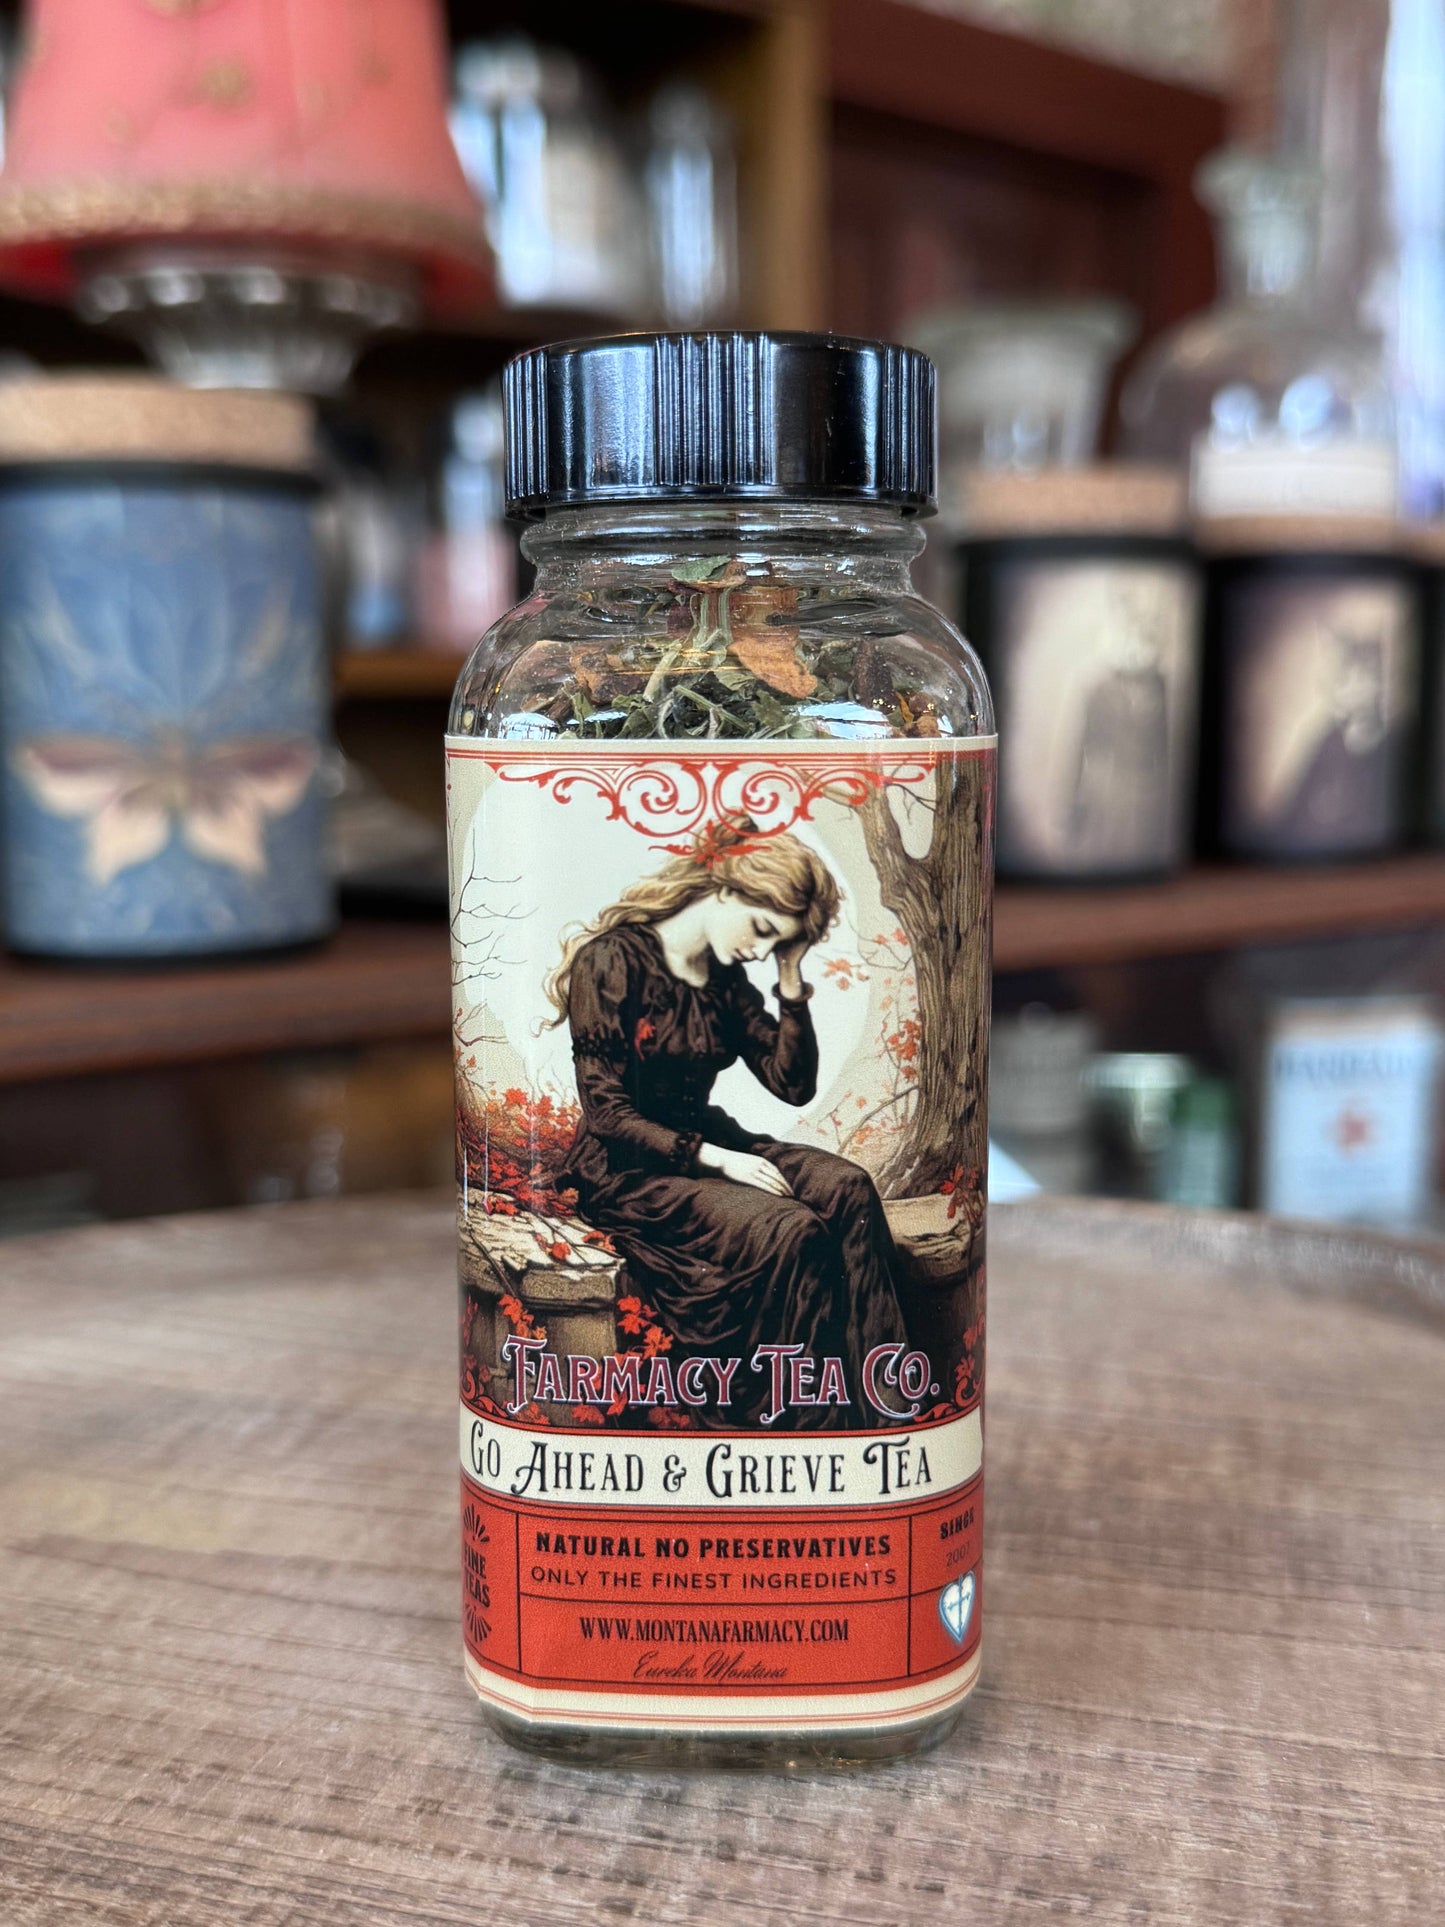 Farmacy Tea Co.
Go Ahead & Grieve Tea
NATURAL NO PRESERVATIVES
ONLY THE FINEST INGREDIENTS
WWW.MONTANAFARMACY.COM
Eureka Montana
TEAS
SINCE